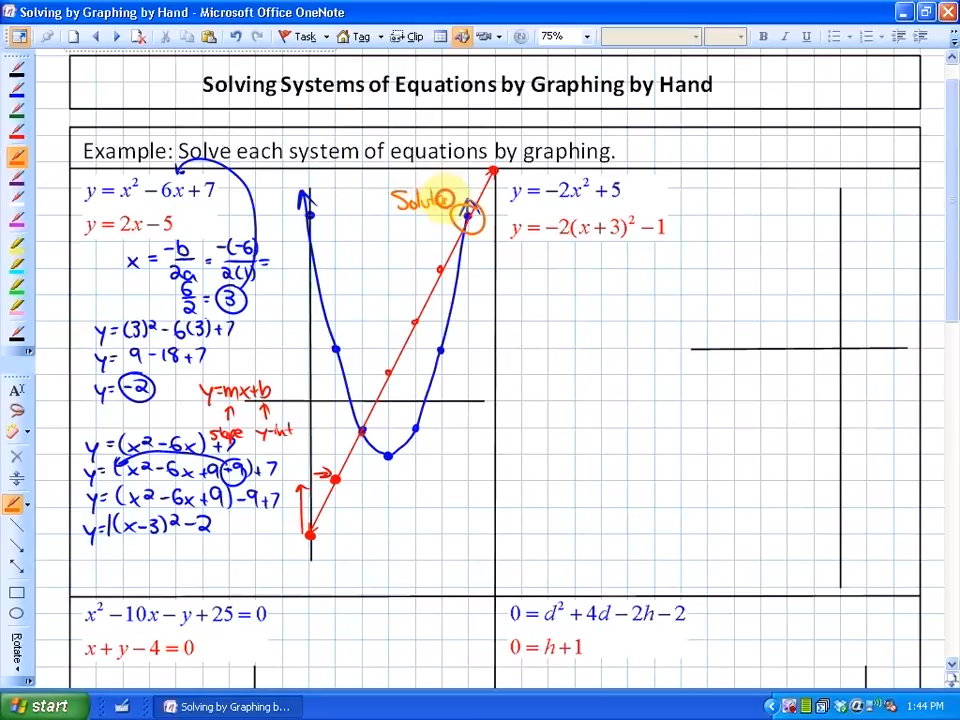 Solving by Graphing by Hand - Microsoft Office OneNote
Task
Tag
Clip
75%
B I U
Solving Systems of Equations by Graphing by Hand
Example: Solve each system of equations by graphing.
y = x² − 6x + 7
y = 2x − 5
x = -b/2a = -(-6)/2(1) =
6/2 = 3
y = (3)² - 6(3) + 7
y = 9 - 18 + 7
y = -2
y = mx + b
slope y-int
y = (x² - 6x) + 7
y = (x² - 6x + 9 + -9) + 7
y = (x² - 6x + 9) - 9 + 7
y = 1(x - 3)² - 2
y = −2x² + 5
y = −2(x + 3)² − 1
x² − 10x − y + 25 = 0
x + y − 4 = 0
0 = d² + 4d − 2h − 2
0 = h + 1
Rotate
start
Solving by Graphing b...
1:44 PM